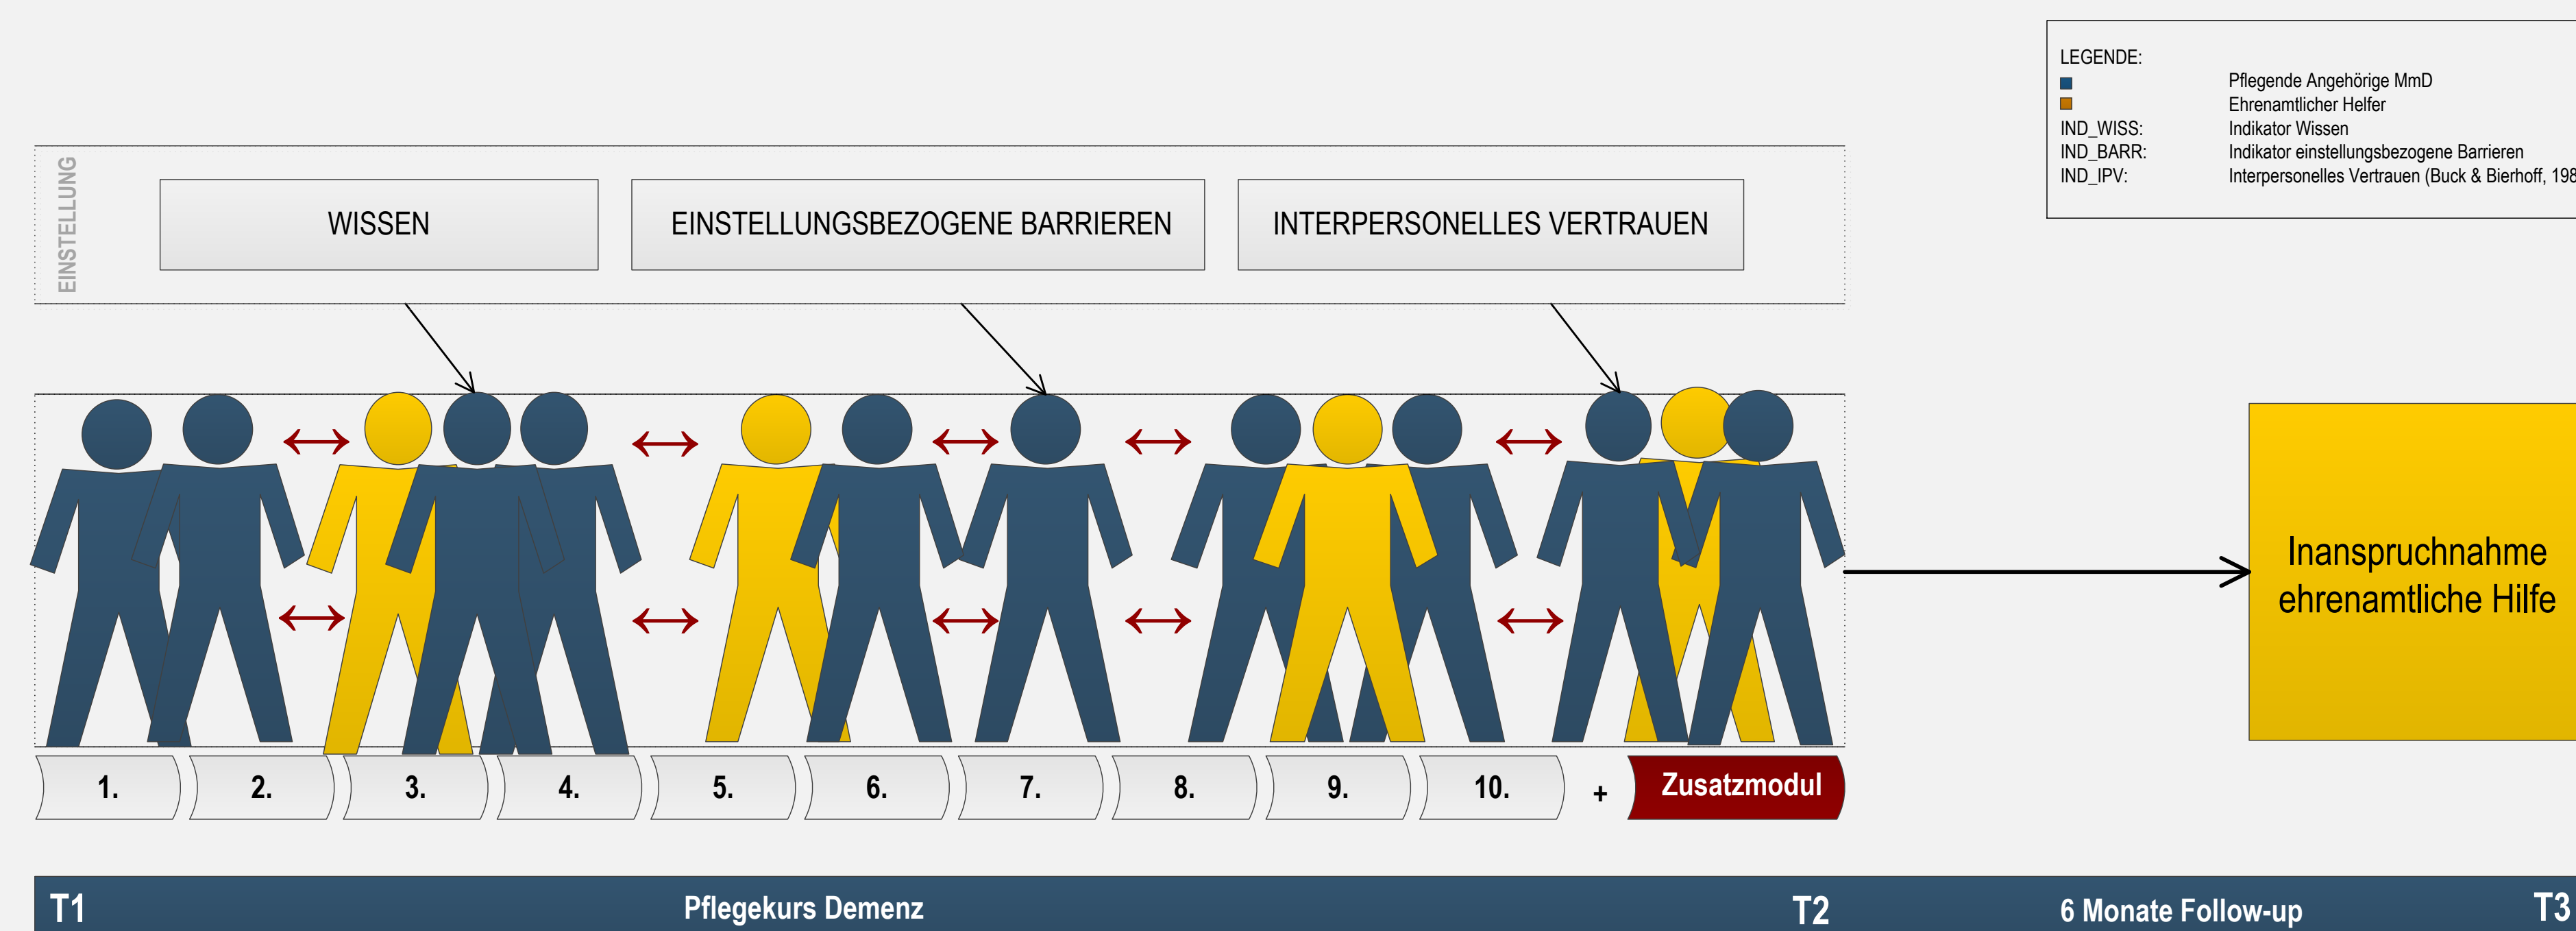 LEGENDE:
Pflegende Angehörige MmD
Ehrenamtlicher Helfer
IND_WISS: Indikator Wissen
IND_BARR: Indikator einstellungsbezogene Barrieren
IND_IPV: Interpersonelles Vertrauen (Buck & Bierhoff, 198
EINSTELLUNG
WISSEN
EINSTELLUNGSBEZOGENE BARRIEREN
INTERPERSONELLES VERTRAUEN
Inanspruchnahme
ehrenamtliche Hilfe
1. 2. 3. 4. 5. 6. 7. 8. 9. 10. + Zusatzmodul
T1 Pflegekurs Demenz T2 6 Monate Follow-up T3